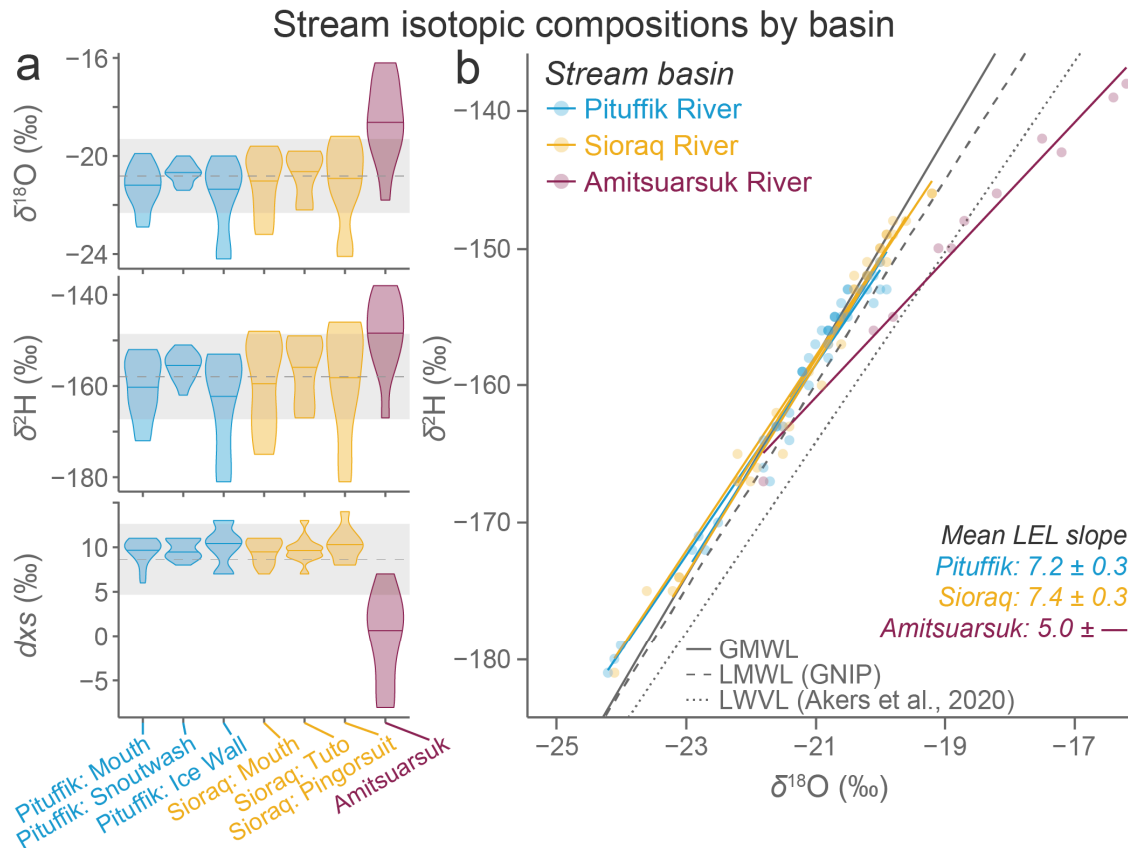 Stream isotopic compositions by basin
a
δ18O (‰)
−16
−20
−24
δ2H (‰)
−140
−160
−180
dxs (‰)
10
5
0
−5
Pituffik: Mouth
Pituffik: Snoutwash
Pituffik: Ice Wall
Sioraq: Mouth
Sioraq: Tuto
Sioraq: Pingorsuit
Amitsuarsuk
b
Stream basin
Pituffik River
Sioraq River
Amitsuarsuk River
δ2H (‰)
−140
−150
−160
−170
−180
Mean LEL slope
Pituffik: 7.2 ± 0.3
Sioraq: 7.4 ± 0.3
Amitsuarsuk: 5.0 ± —
GMWL
LMWL (GNIP)
LWVL (Akers et al., 2020)
−25
−23
−21
−19
−17
δ18O (‰)